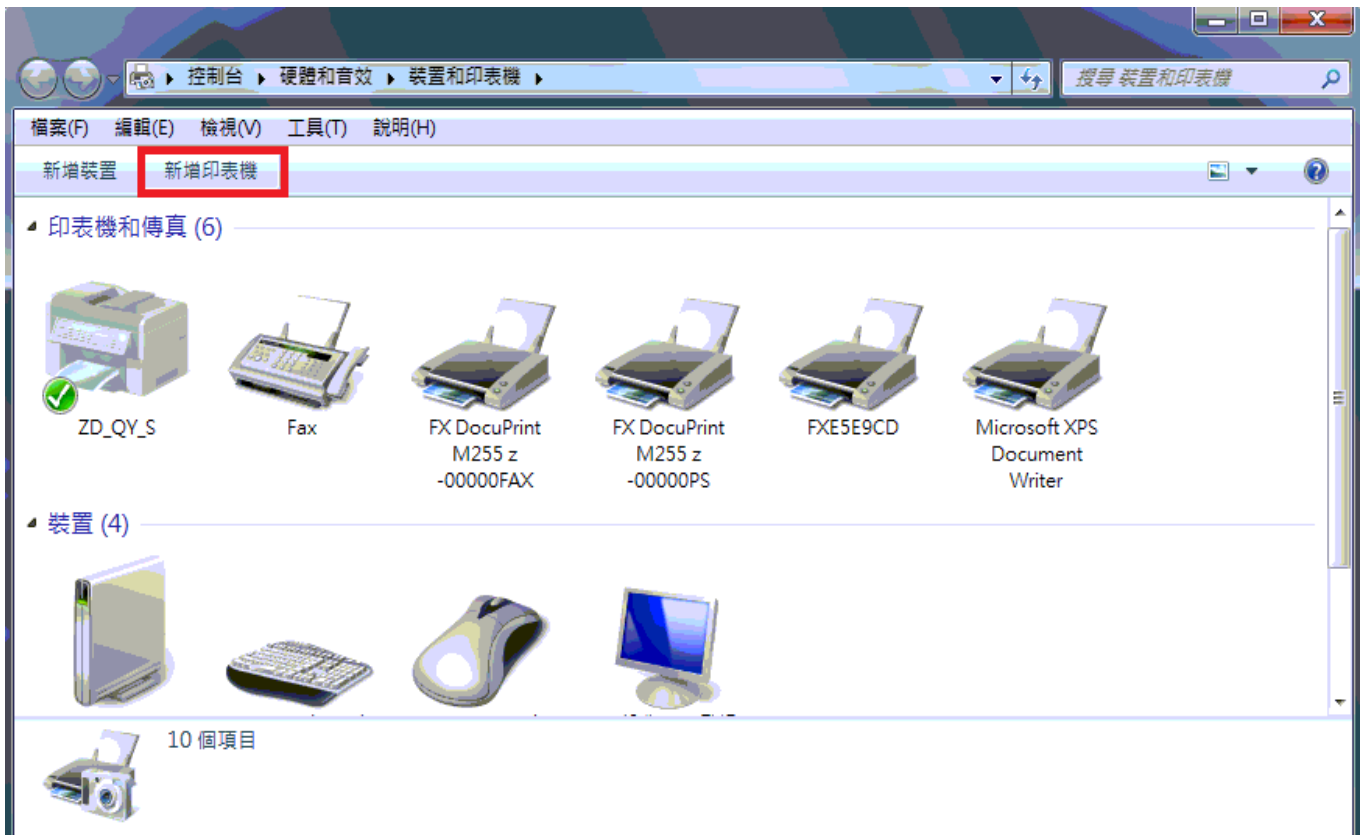 控制台 硬體和音效 裝置和印表機
搜尋 裝置和印表機
檔案(F) 編輯(E) 檢視(V) 工具(T) 說明(H)
新增裝置 新增印表機
印表機和傳真 (6)
ZD_QY_S
Fax
FX DocuPrint
M255 z
-00000FAX
FX DocuPrint
M255 z
-00000PS
FXE5E9CD
Microsoft XPS
Document
Writer
裝置 (4)
10 個項目